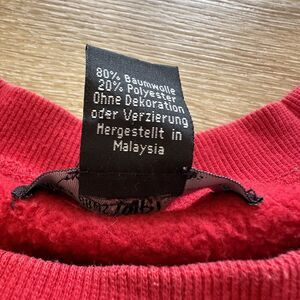 80% Baumwolle
20% Polyester
Ohne Dekoration
oder Verzierung
Hergestellt in
Malaysia